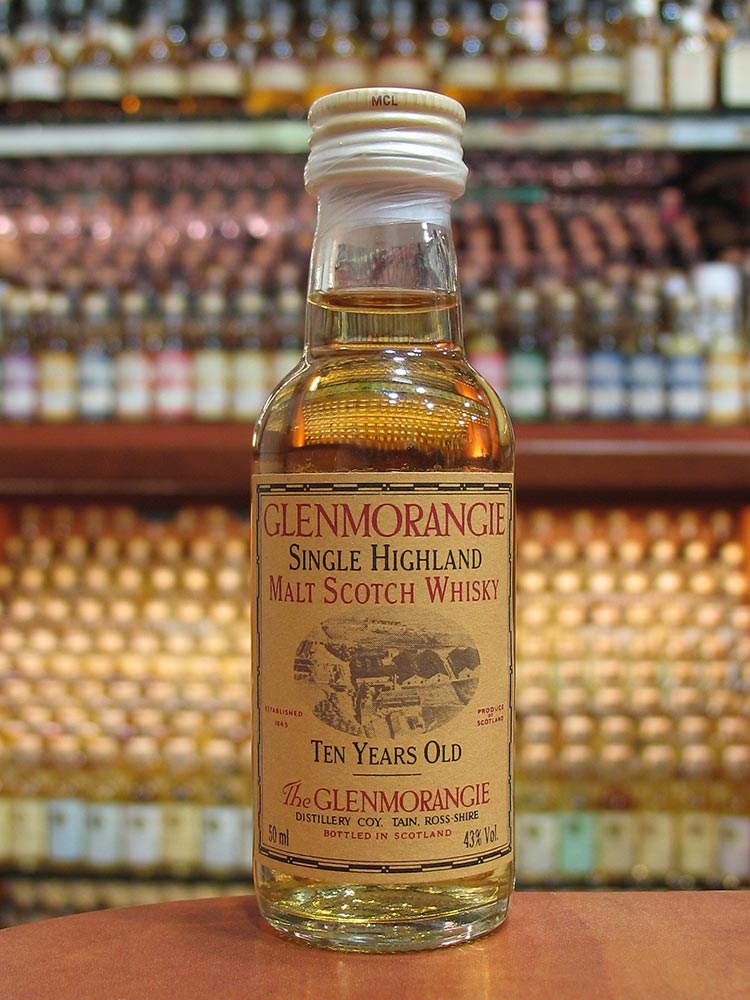 MCL
GLENMORANGIE
SINGLE HIGHLAND
MALT SCOTCH WHISKY
ESTABLISHED
1843
PRODUCE
OF
SCOTLAND
TEN YEARS OLD
The GLENMORANGIE
DISTILLERY COY, TAIN, ROSS-SHIRE
BOTTLED IN SCOTLAND
50 ml
43% Vol.